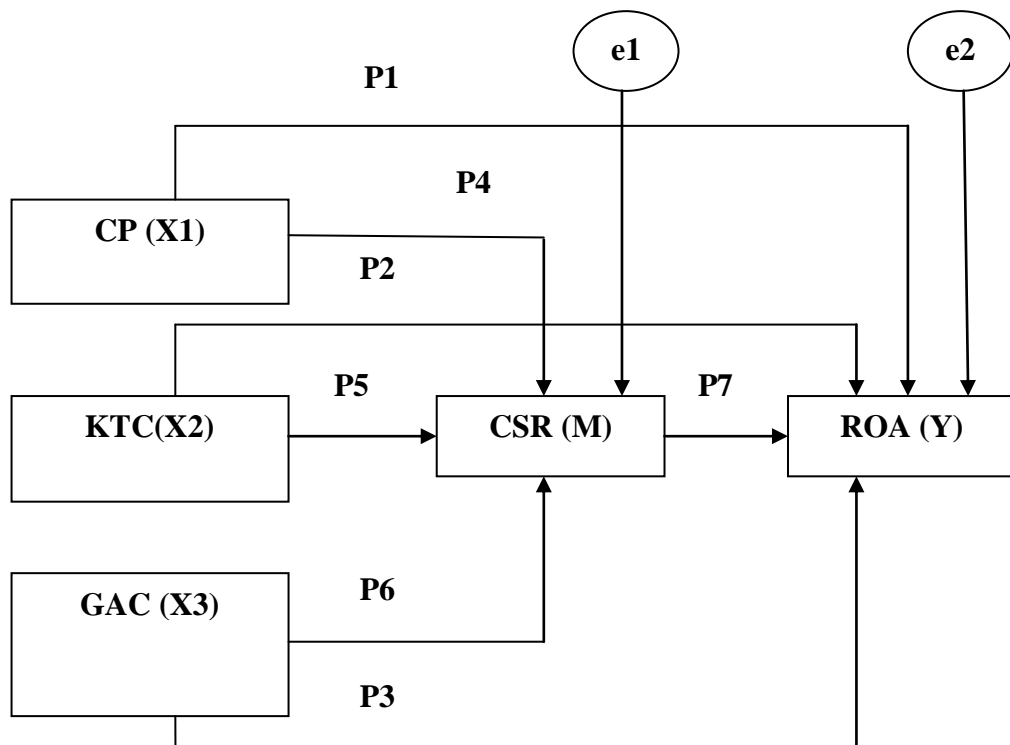 e1
e2
P1
P4
CP (X1)
P2
P5
P7
KTC(X2)
CSR (M)
ROA (Y)
P6
GAC (X3)
P3